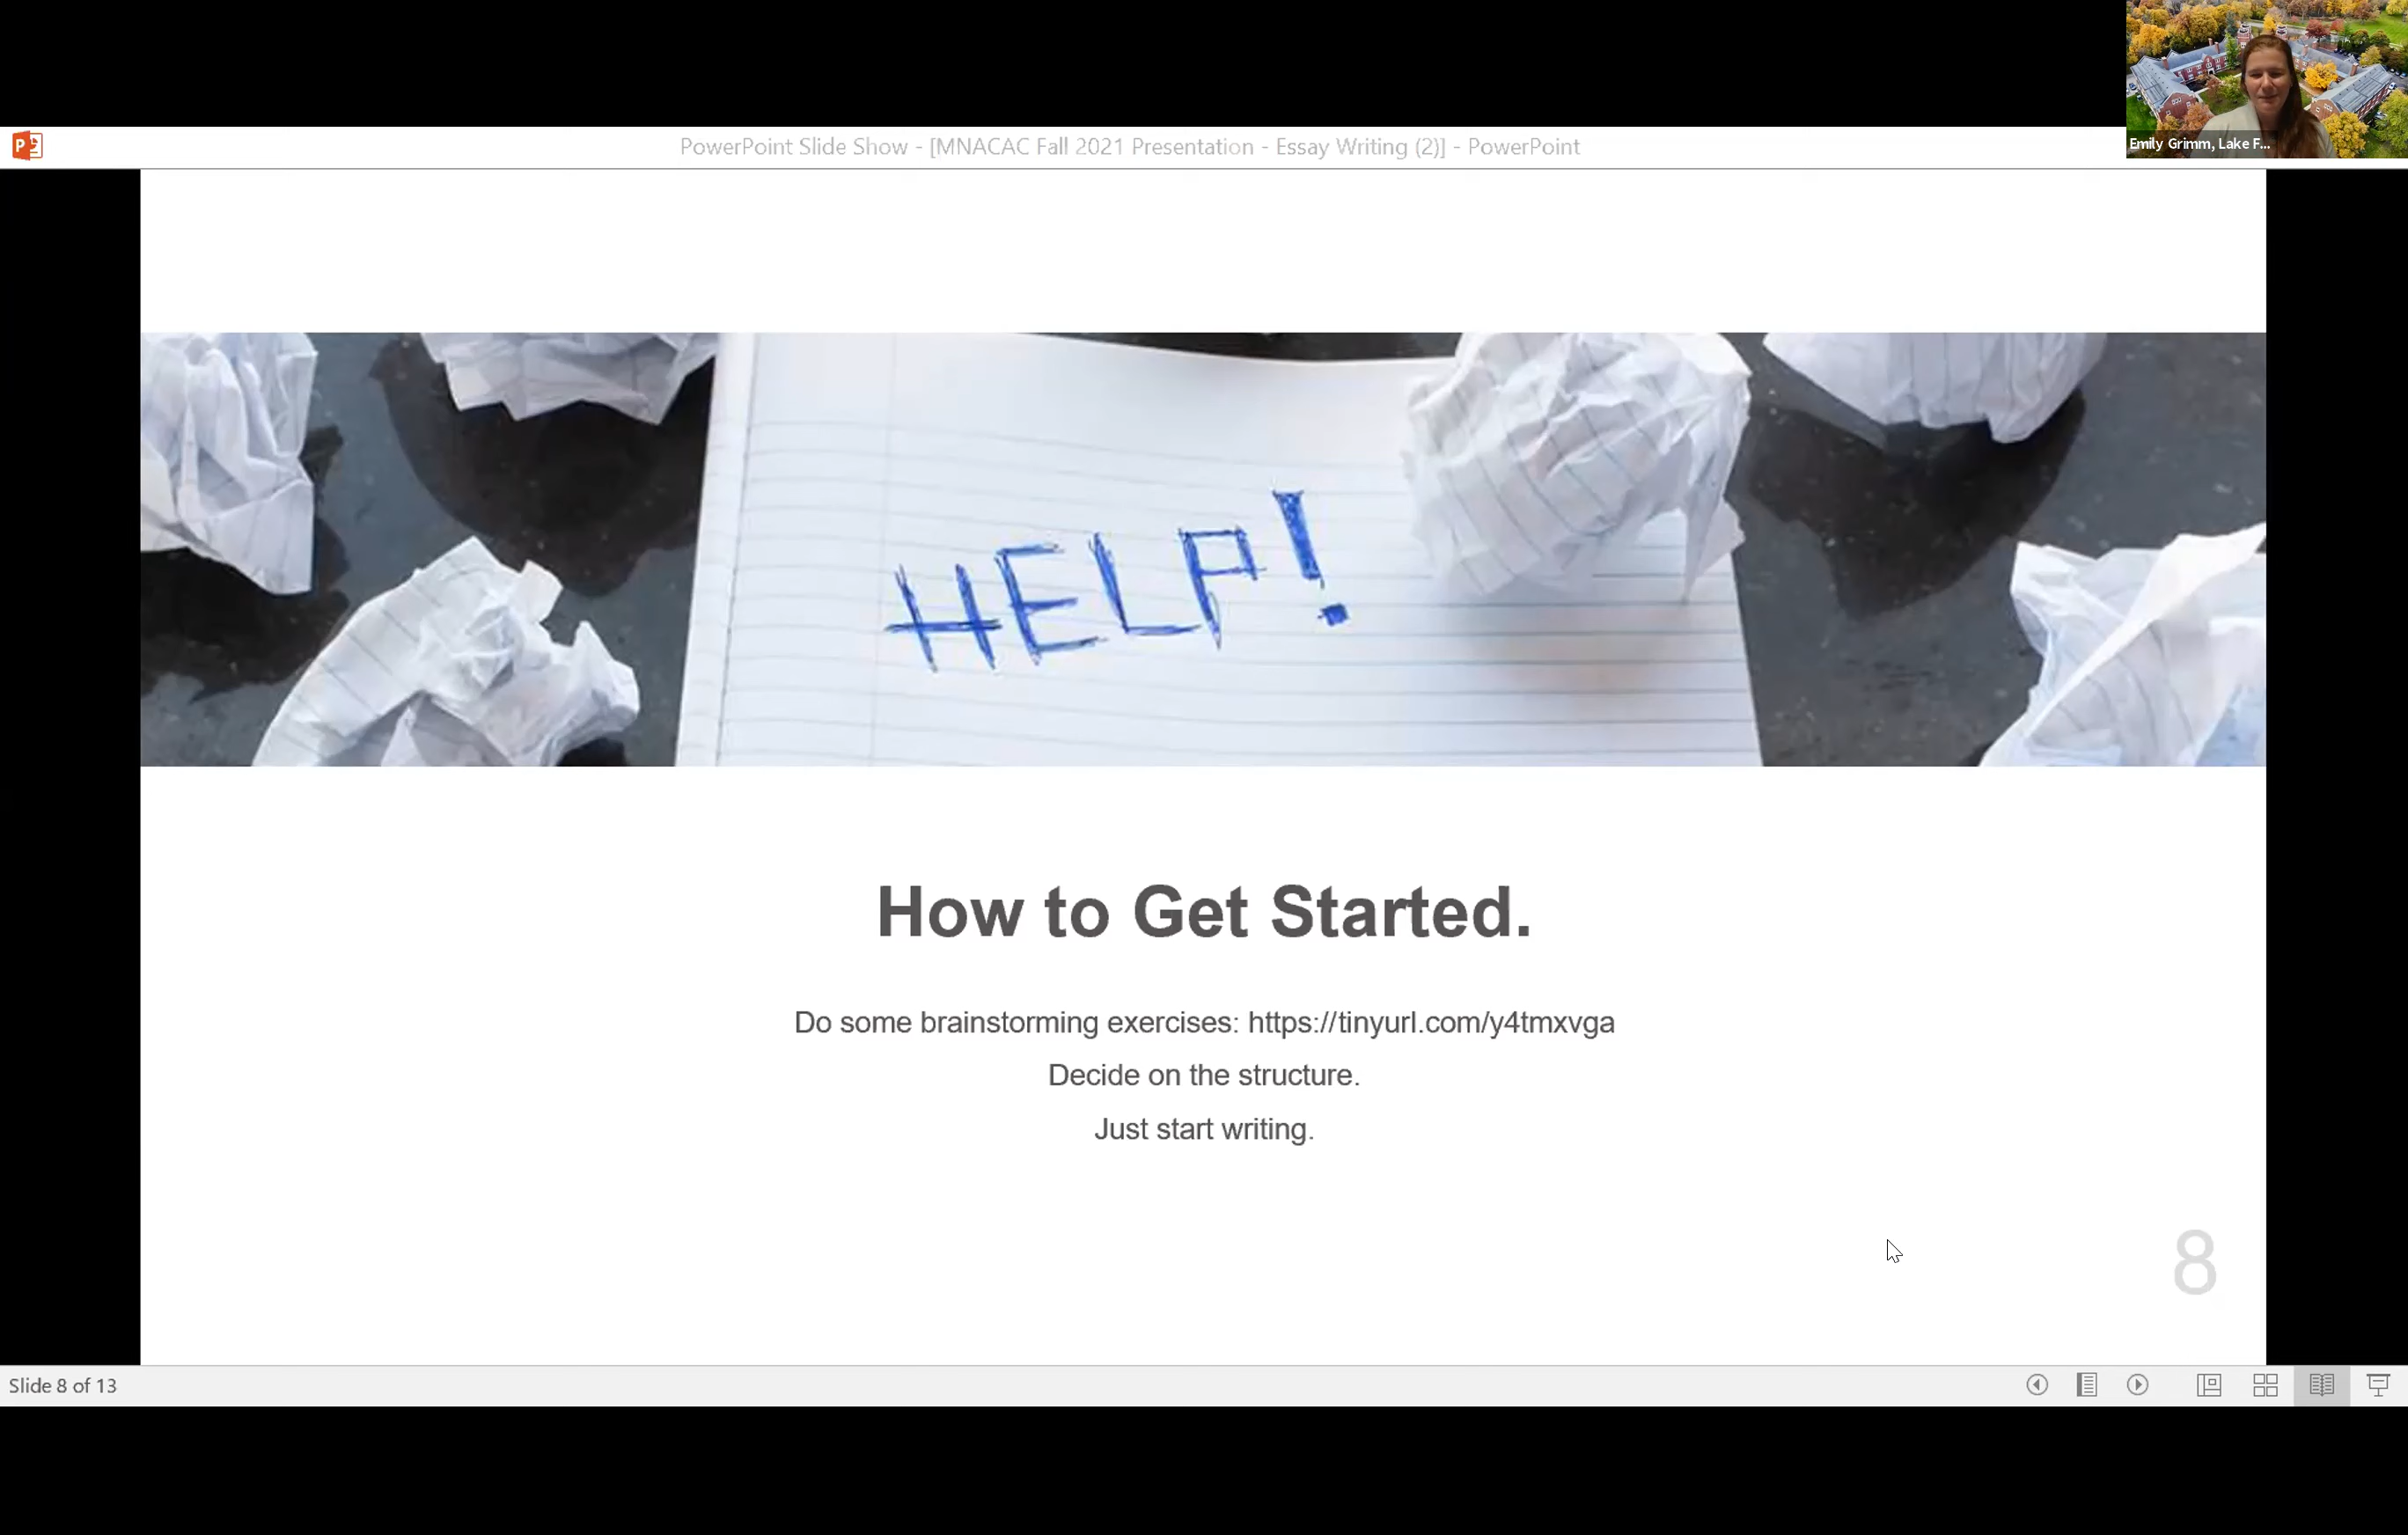 PowerPoint Slide Show - [MNACAC Fall 2021 Presentation - Essay Writing (2)] - PowerPoint
Emily Grimm, Lake F...
HELP!
How to Get Started.
Do some brainstorming exercises: https://tinyurl.com/y4tmxvga
Decide on the structure.
Just start writing.
8
Slide 8 of 13